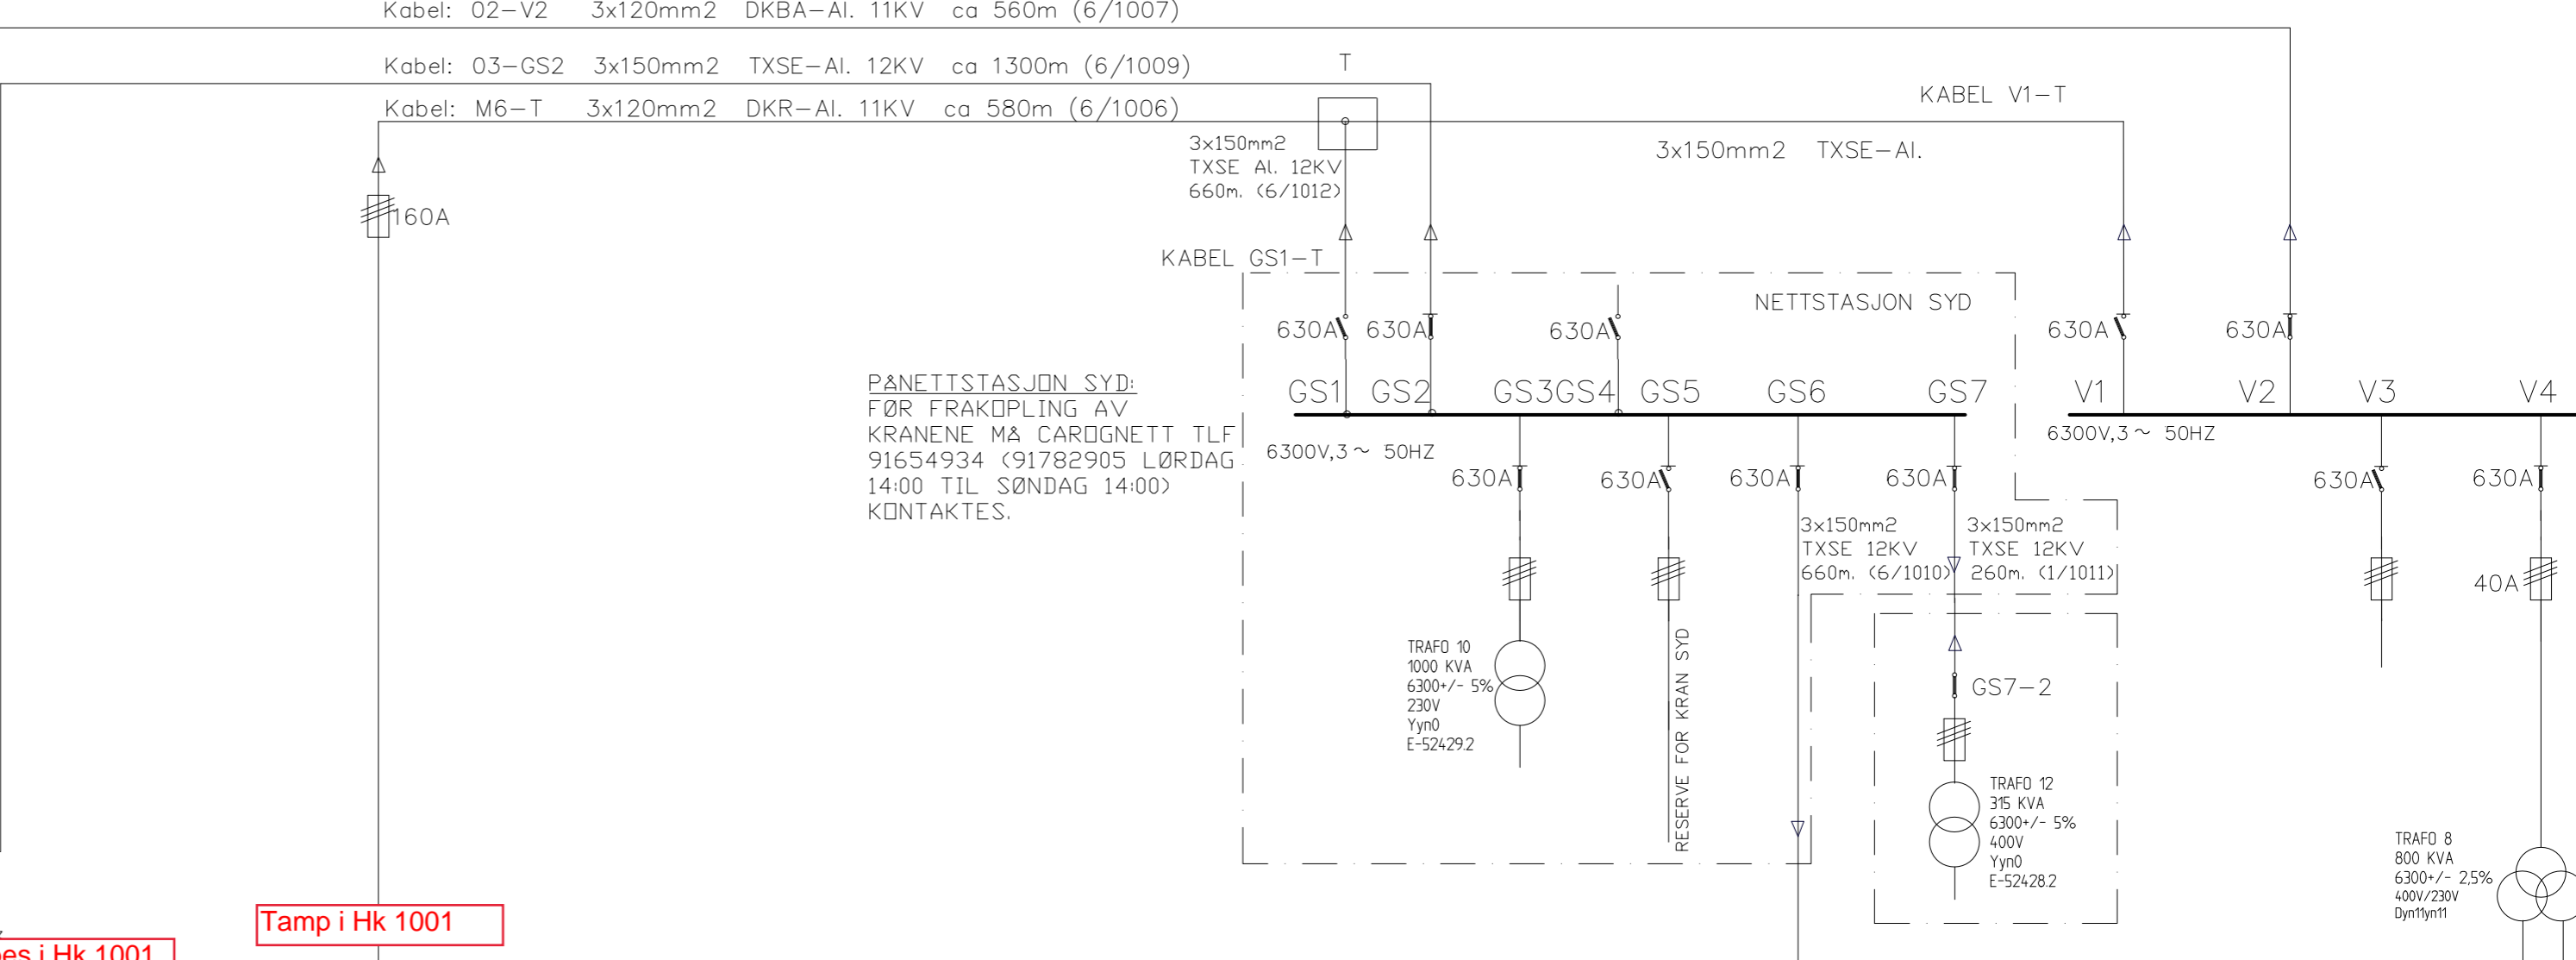 Kabel: 02-V2 3x120mm2 DKBA-Al. 11KV ca 560m (6/1007)
Kabel: 03-GS2 3x150mm2 TXSE-Al. 12KV ca 1300m (6/1009)
T
Kabel: M6-T 3x120mm2 DKR-Al. 11KV ca 580m (6/1006)
KABEL V1-T
3x150mm2
TXSE Al. 12KV
660m. (6/1012)
3x150mm2 TXSE-Al.
160A
KABEL GS1-T
NETTSTASJON SYD
630A
630A
630A
630A
630A
PÅNETTSTASJON SYD:
FØR FRAKOPLING AV
KRANENE MÅ CAROGNETT TLF
91654934 (91782905 LØRDAG
14:00 TIL SØNDAG 14:00)
KONTAKTES.
GS1
GS2
GS3
GS4
GS5
GS6
GS7
V1
V2
V3
V4
6300V,3~ 50HZ
6300V,3~ 50HZ
630A
630A
630A
630A
630A
630A
3x150mm2
TXSE 12KV
660m. (6/1010)
3x150mm2
TXSE 12KV
260m. (1/1011)
40A
TRAFO 10
1000 KVA
6300+/- 5%
230V
Yyn0
E-52429.2
RESERVE FOR KRAN SYD
GS7-2
TRAFO 12
315 KVA
6300+/- 5%
400V
Yyn0
E-52428.2
TRAFO 8
800 KVA
6300+/- 2,5%
400V/230V
Dyn11yn11
Tamp i Hk 1001
es i Hk 1001